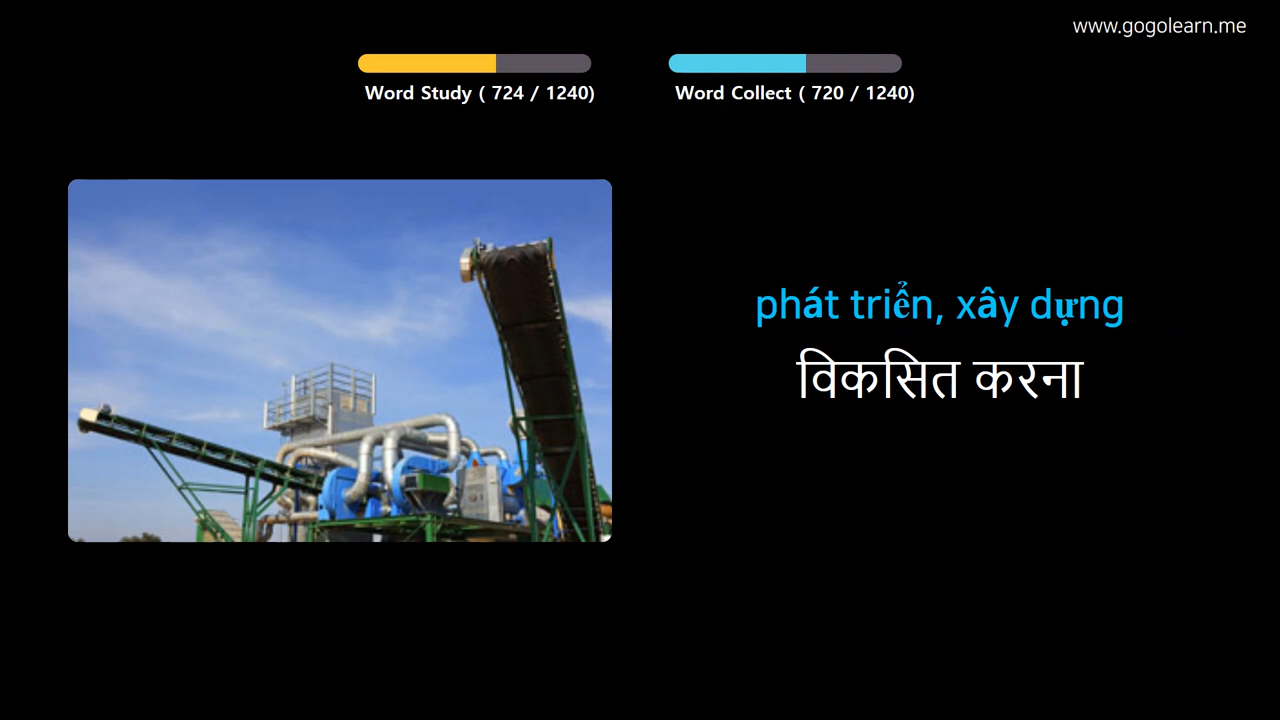 www.gogolearn.me
Word Study ( 724 / 1240)
Word Collect ( 720 / 1240)
phát triển, xây dựng
विकसित करना